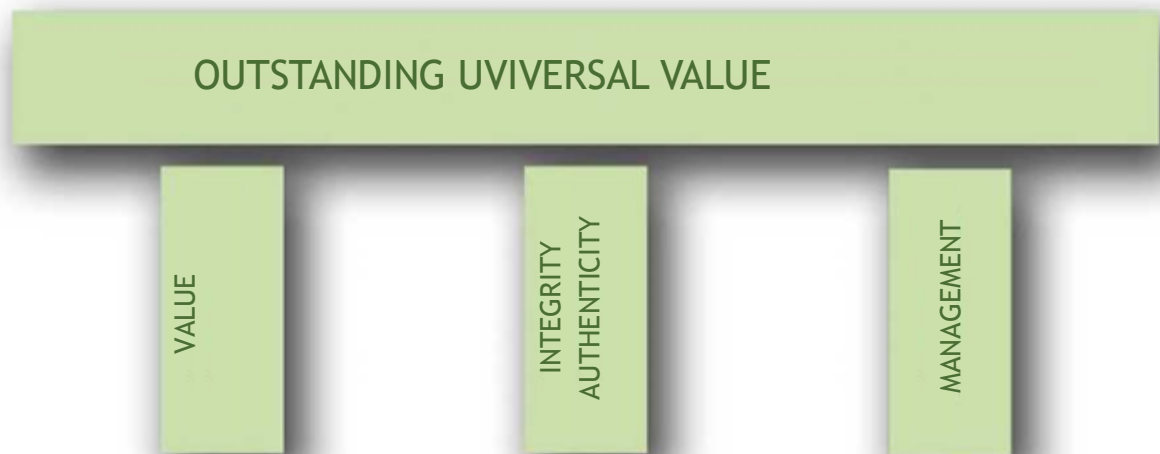 OUTSTANDING UVIVERSAL VALUE
VALUE
INTEGRITY
AUTHENTICITY
MANAGEMENT